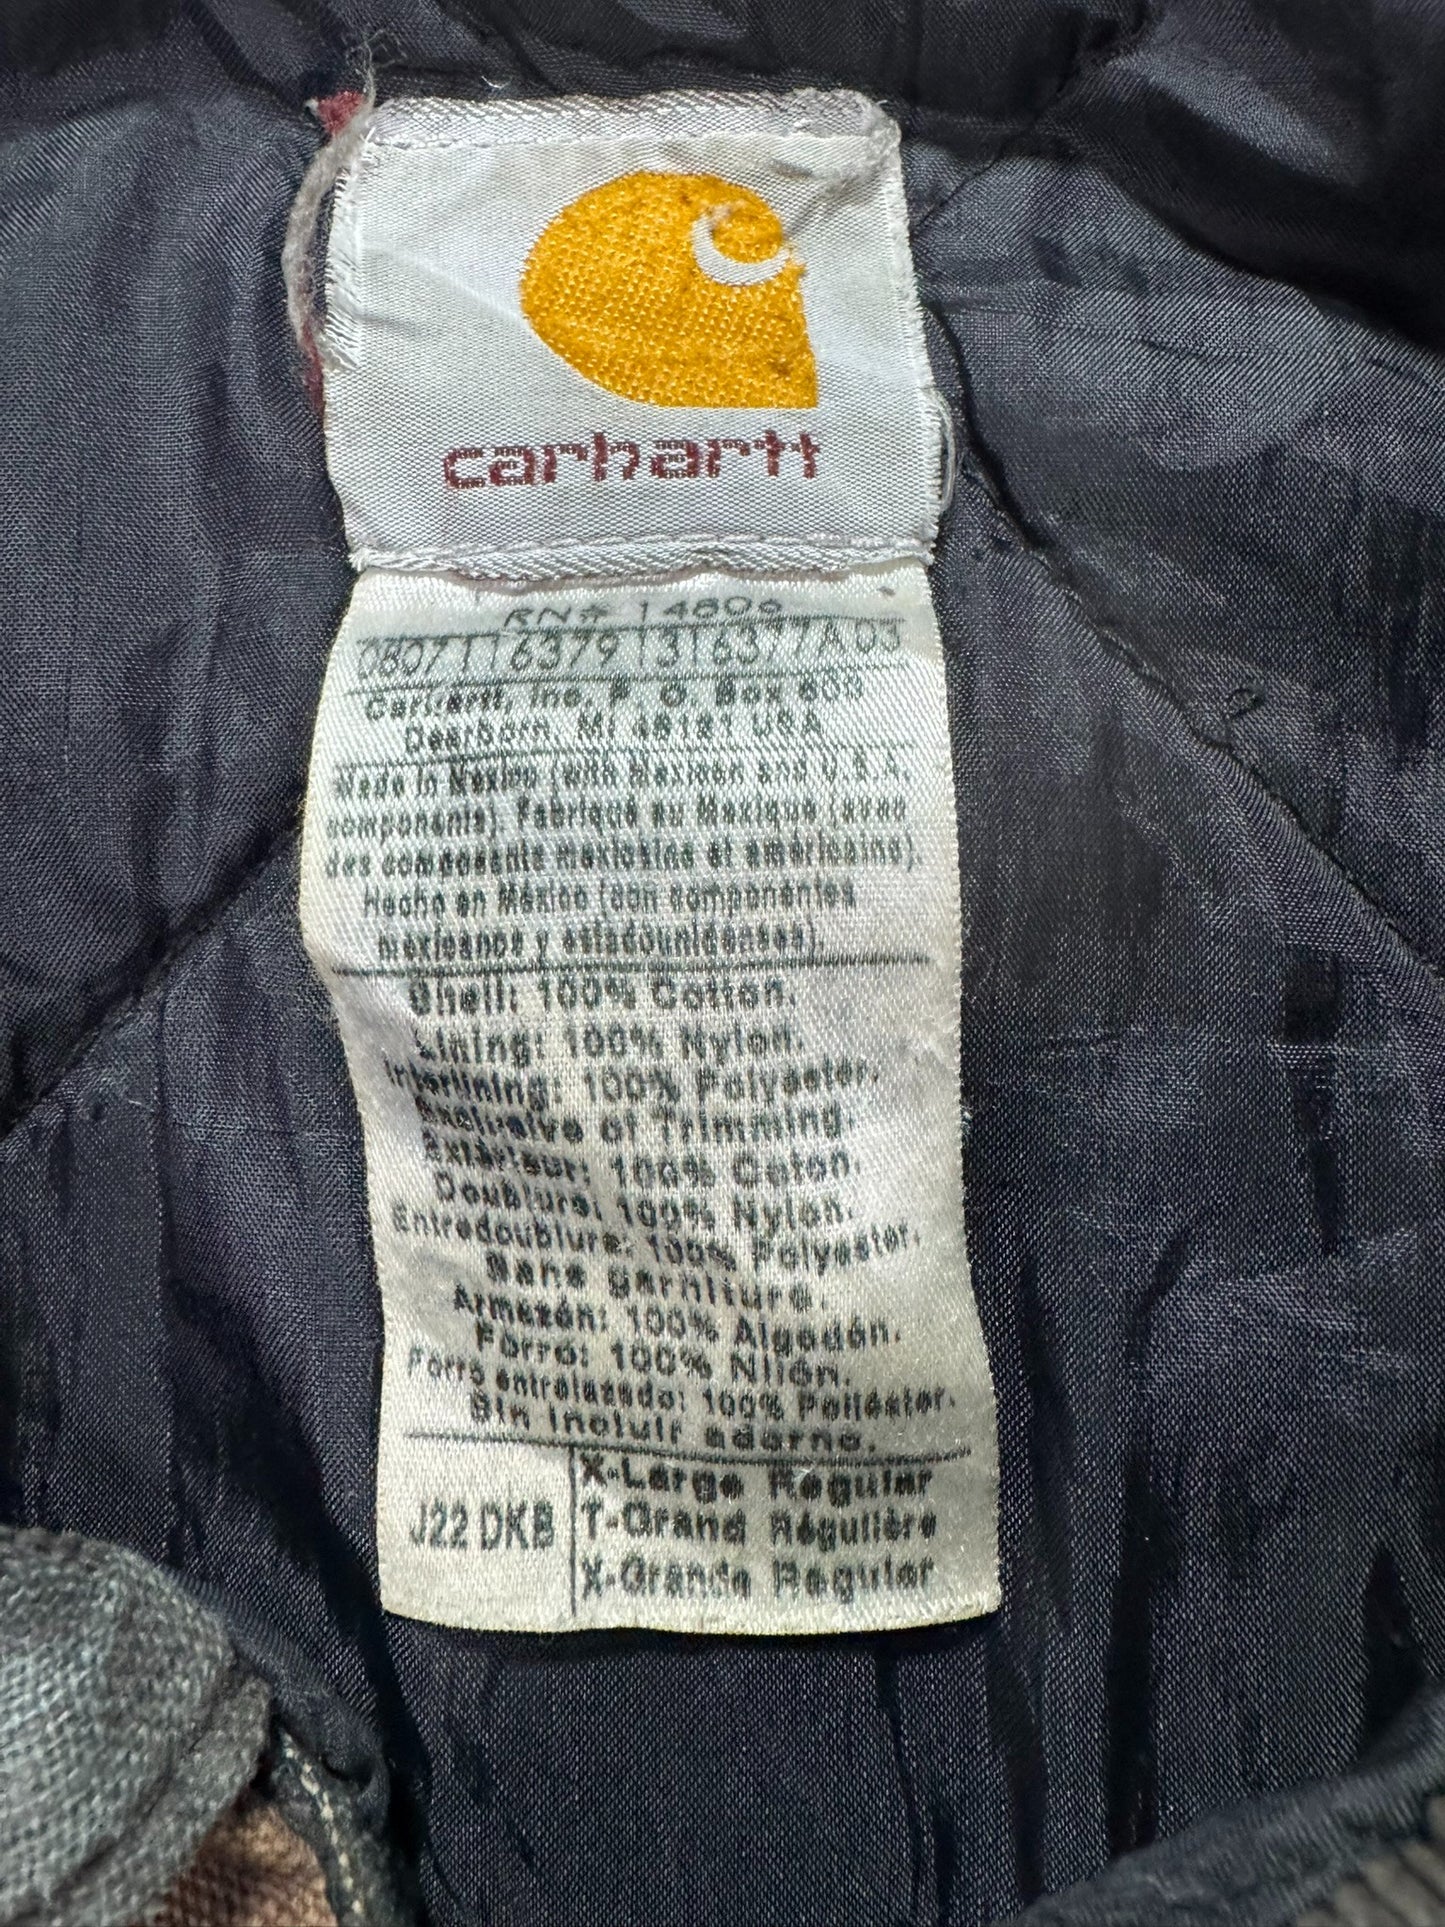 carhartt
RN# 14806
08071163791316377A 03
Carhartt, Inc. P. O. Box 600
Dearborn, MI 48121 USA
Made in Mexico (with Mexican and U.S.A.
components). Fabriqué au Mexique (avec
des composants mexicains et américains).
Hecho en México (con componentes
mexicanos y estadounidenses).
Shell: 100% Cotton.
Lining: 100% Nylon.
Interlining: 100% Polyester.
Exclusive of Trimming.
Extérieur: 100% Coton.
Doublure: 100% Nylon.
Entredoublure: 100% Polyester.
Sans garniture.
Armazón: 100% Algodón.
Forro: 100% Nilón.
Forro entrelazado: 100% Poliéster.
Sin incluir adorno.
J22 DKB
X-Large Regular
T-Grand Régulière
X-Grande Regular